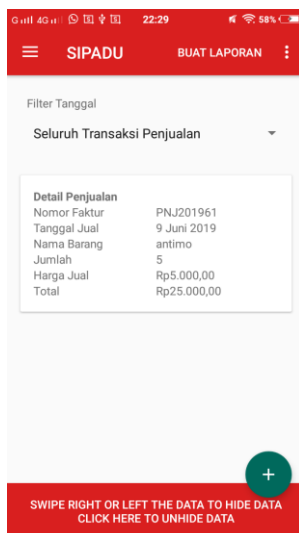 4G 22:29 58%
SIPADU BUAT LAPORAN
Filter Tanggal
Seluruh Transaksi Penjualan
Detail Penjualan
Nomor Faktur PNJ201961
Tanggal Jual 9 Juni 2019
Nama Barang antimo
Jumlah 5
Harga Jual Rp5.000,00
Total Rp25.000,00
+
SWIPE RIGHT OR LEFT THE DATA TO HIDE DATA
CLICK HERE TO UNHIDE DATA